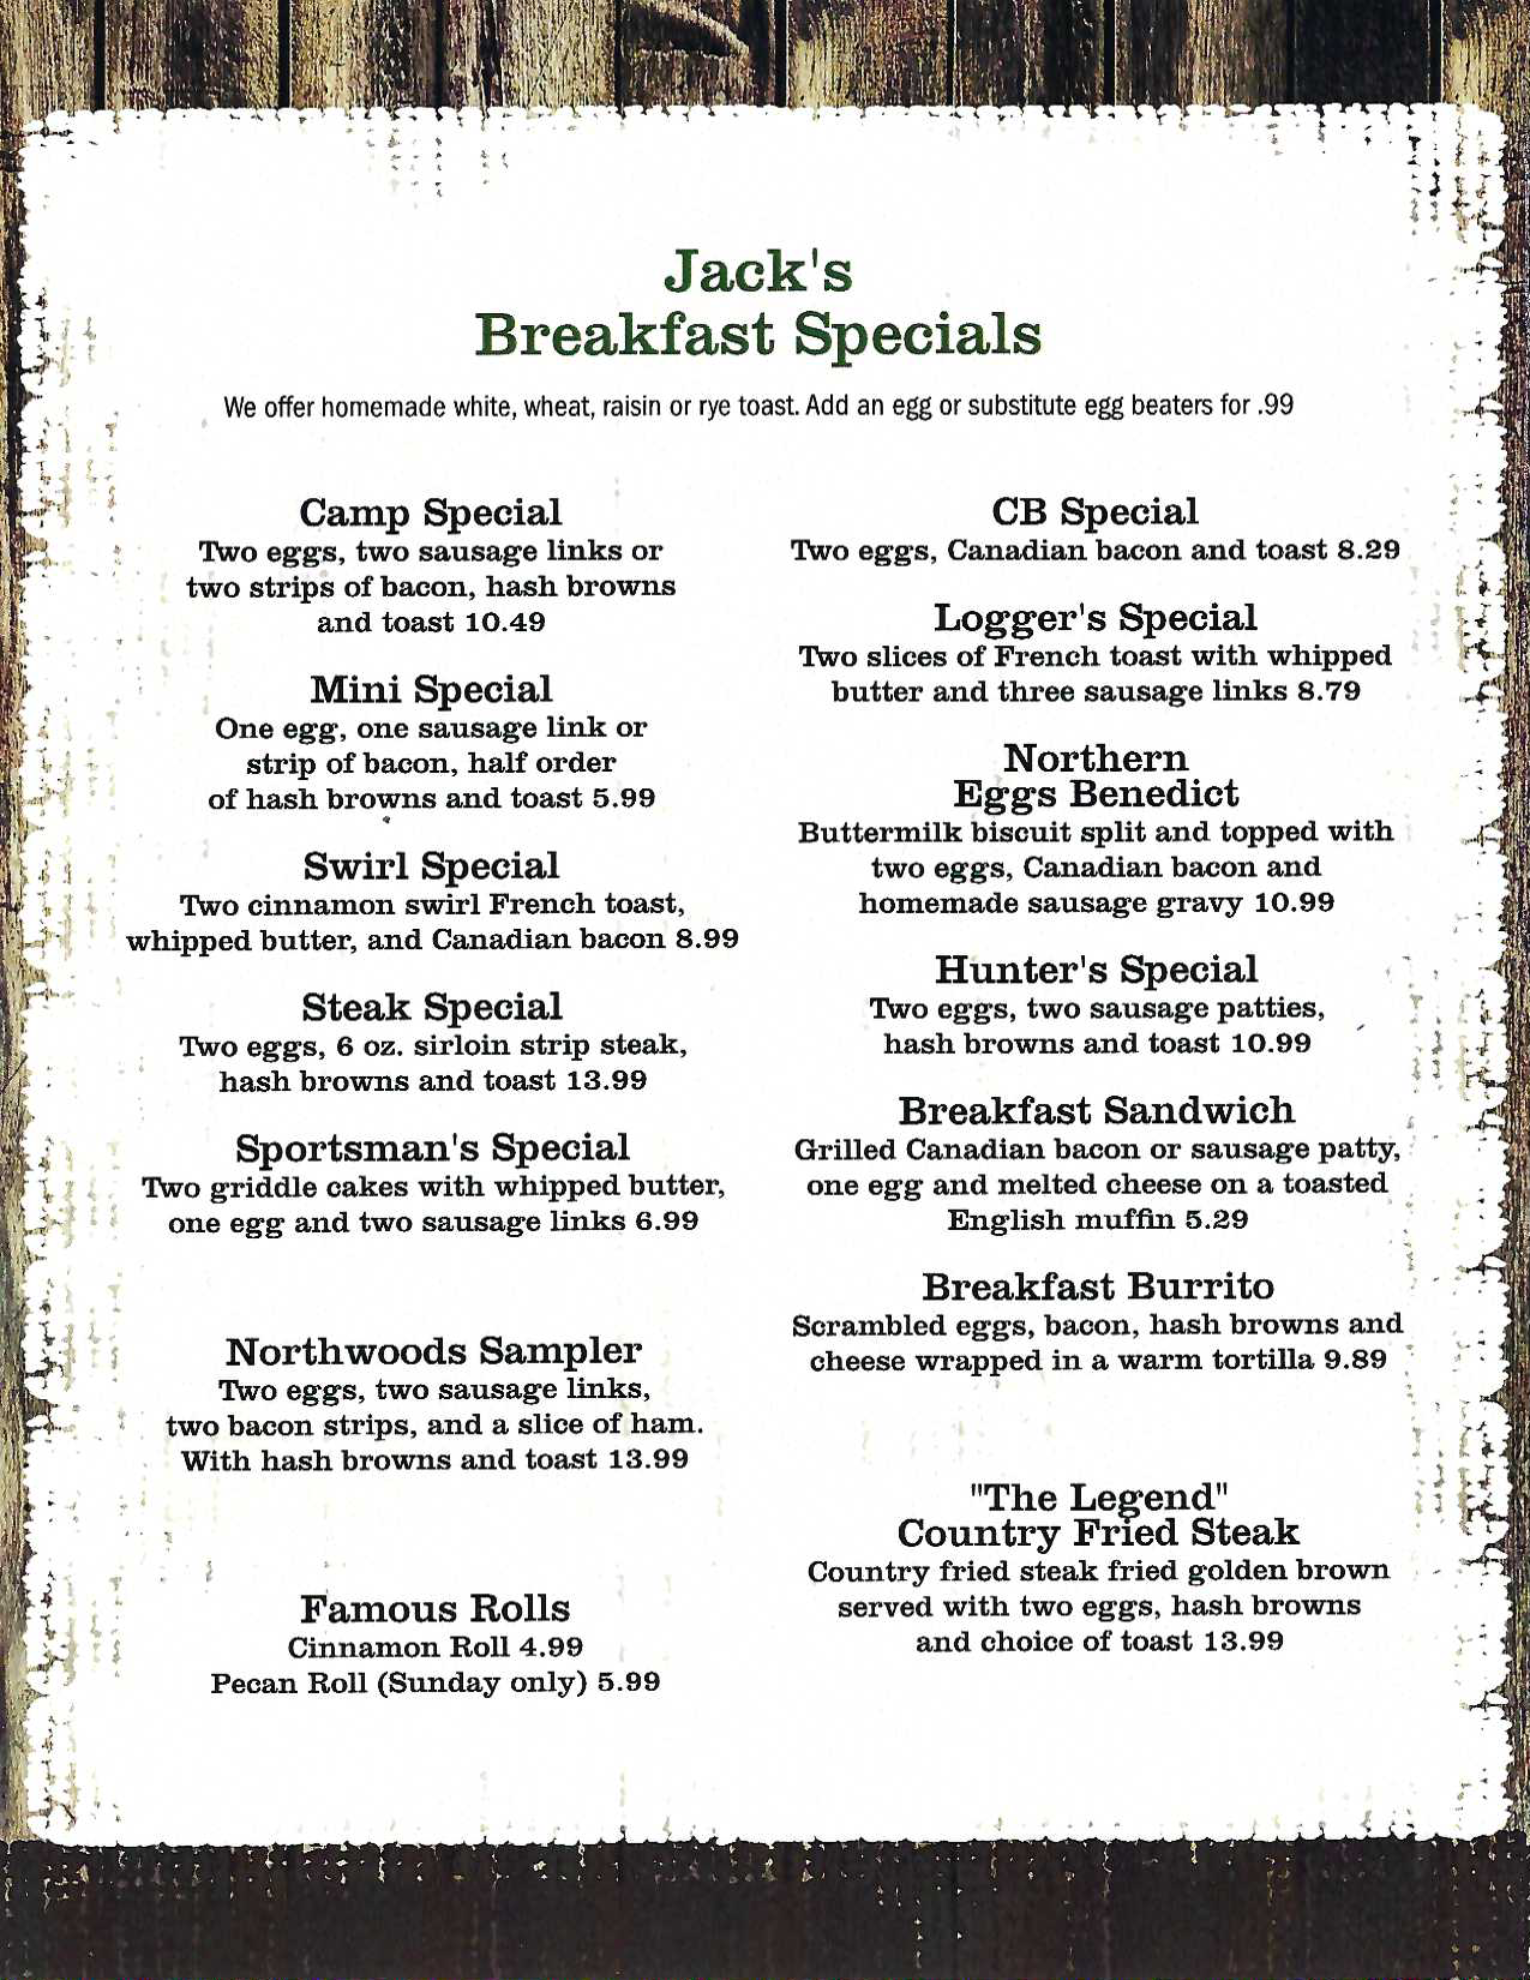 Jack's
Breakfast Specials
We offer homemade white, wheat, raisin or rye toast. Add an egg or substitute egg beaters for .99
Camp Special
Two eggs, two sausage links or
two strips of bacon, hash browns
and toast 10.49
Mini Special
One egg, one sausage link or
strip of bacon, half order
of hash browns and toast 5.99
Swirl Special
Two cinnamon swirl French toast,
whipped butter, and Canadian bacon 8.99
Steak Special
Two eggs, 6 oz. sirloin strip steak,
hash browns and toast 13.99
Sportsman's Special
Two griddle cakes with whipped butter,
one egg and two sausage links 6.99
Northwoods Sampler
Two eggs, two sausage links,
two bacon strips, and a slice of ham.
With hash browns and toast 13.99
Famous Rolls
Cinnamon Roll 4.99
Pecan Roll (Sunday only) 5.99
CB Special
Two eggs, Canadian bacon and toast 8.29
Logger's Special
Two slices of French toast with whipped
butter and three sausage links 8.79
Northern
Eggs Benedict
Buttermilk biscuit split and topped with
two eggs, Canadian bacon and
homemade sausage gravy 10.99
Hunter's Special
Two eggs, two sausage patties,
hash browns and toast 10.99
Breakfast Sandwich
Grilled Canadian bacon or sausage patty,
one egg and melted cheese on a toasted
English muffin 5.29
Breakfast Burrito
Scrambled eggs, bacon, hash browns and
cheese wrapped in a warm tortilla 9.89
"The Legend"
Country Fried Steak
Country fried steak fried golden brown
served with two eggs, hash browns
and choice of toast 13.99